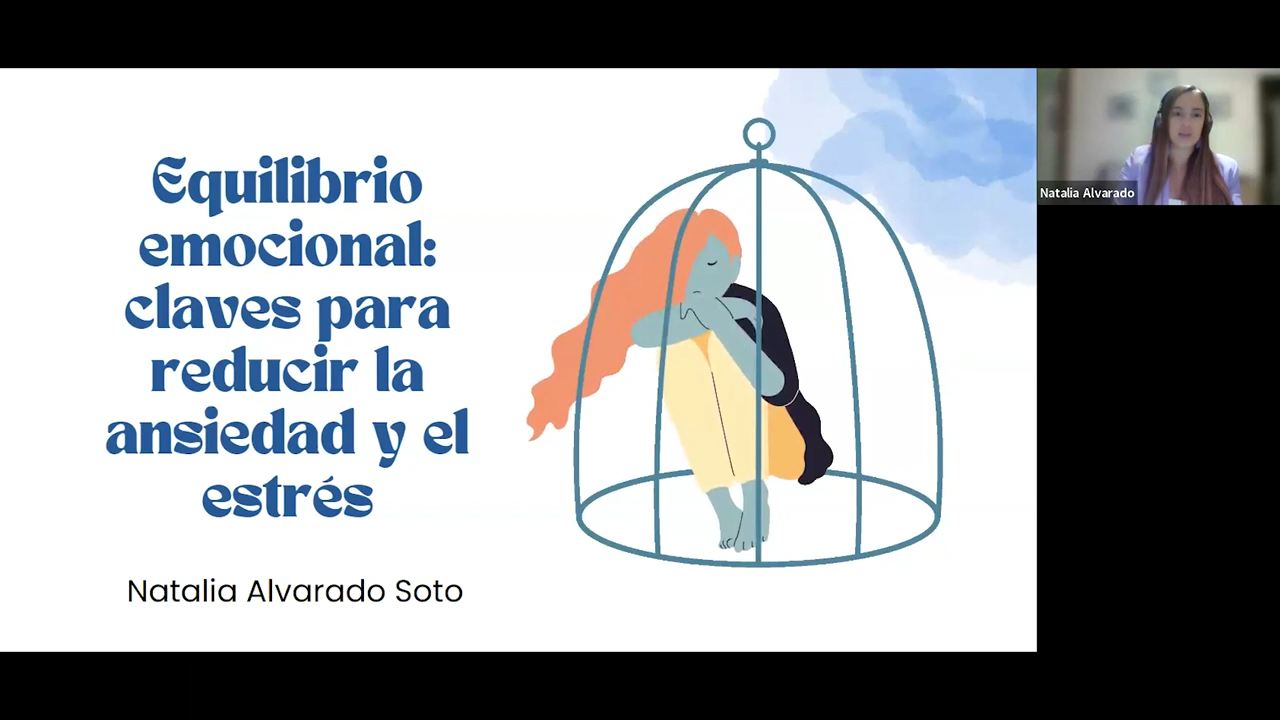 Equilibrio
emocional:
claves para
reducir la
ansiedad y el
estrés
Natalia Alvarado Soto
Natalia Alvarado